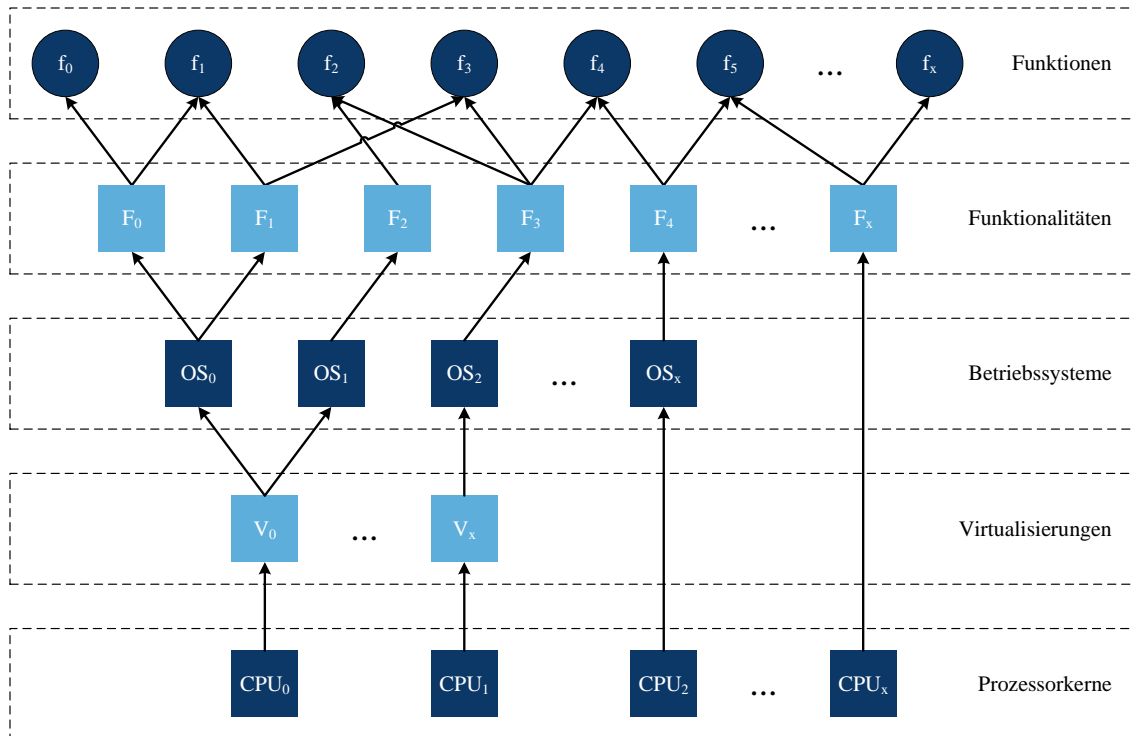 f₀ f₁ f₂ f₃ f₄ f₅ ... fₓ Funktionen
F₀ F₁ F₂ F₃ F₄ ... Fₓ Funktionalitäten
OS₀ OS₁ OS₂ ... OSₓ Betriebssysteme
V₀ ... Vₓ Virtualisierungen
CPU₀ CPU₁ CPU₂ ... CPUₓ Prozessorkerne